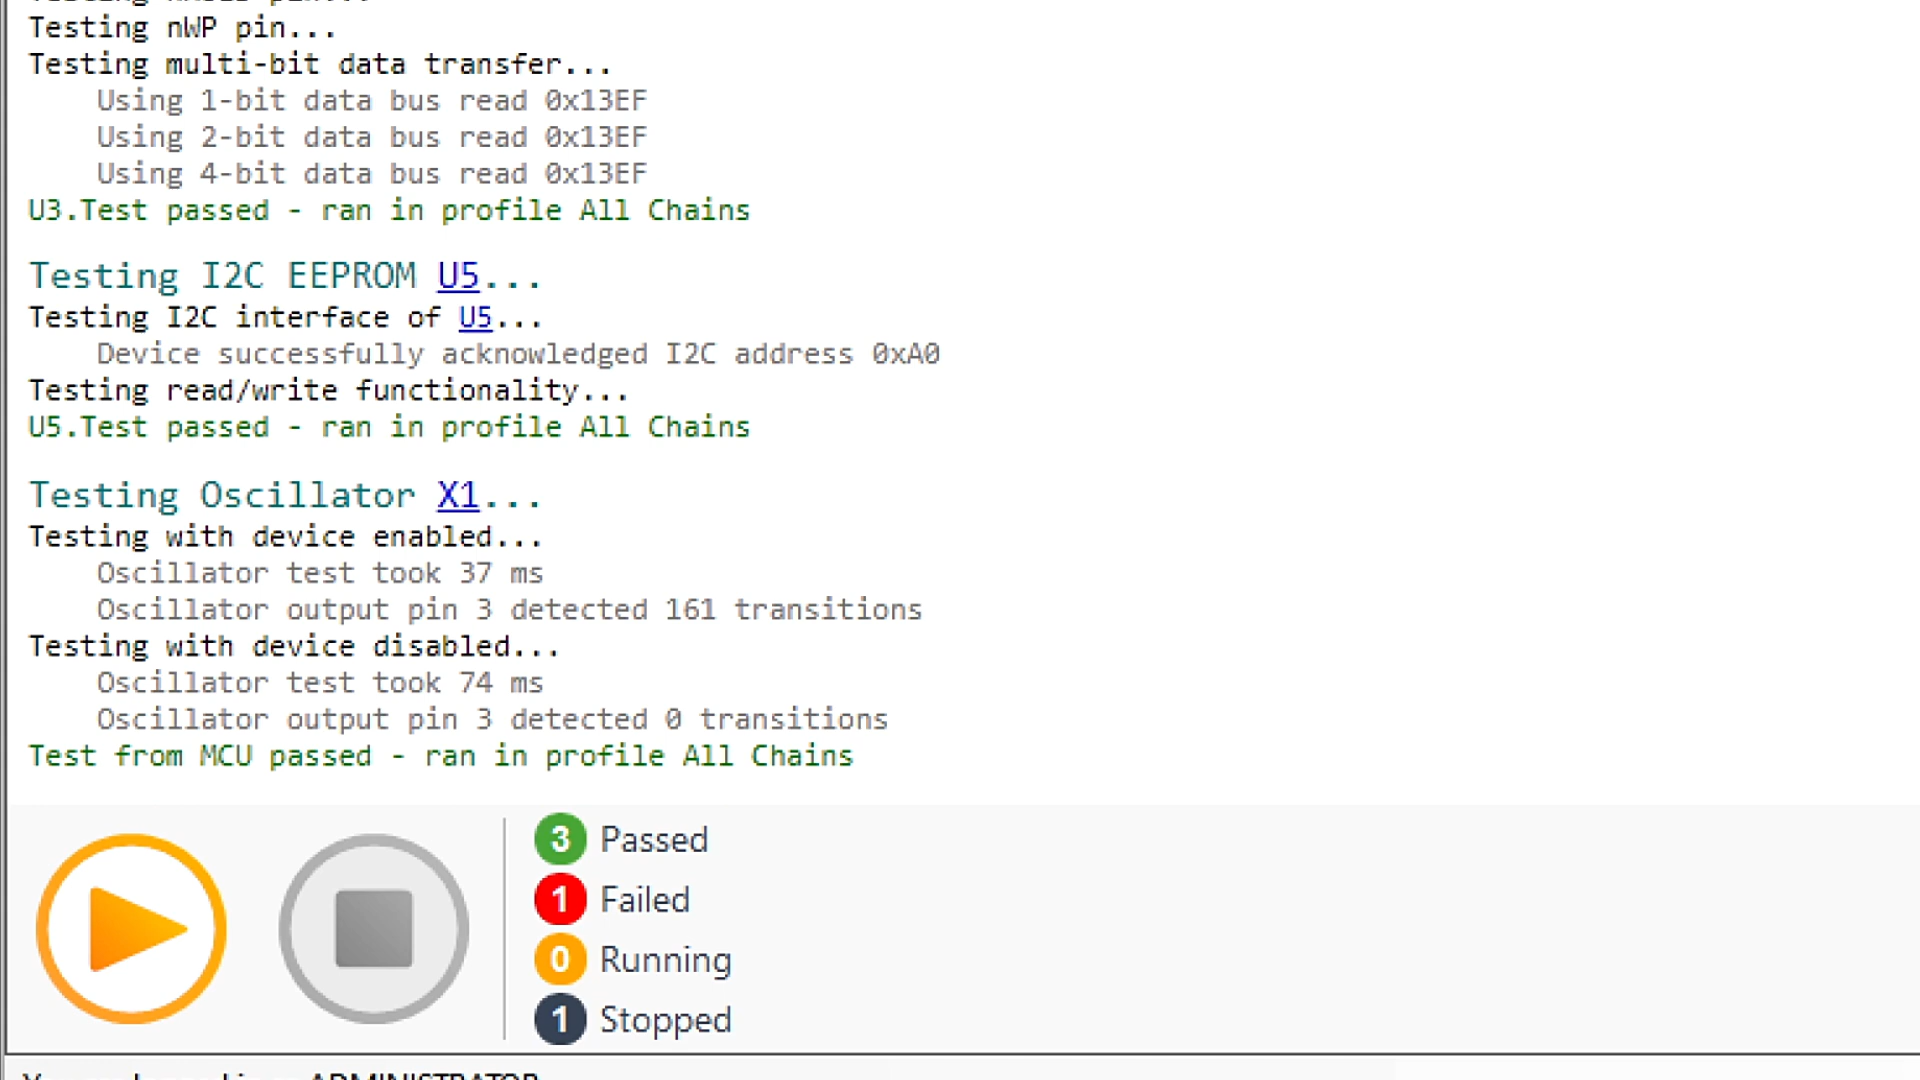 Testing nWP pin...
Testing multi-bit data transfer...
Using 1-bit data bus read 0x13EF
Using 2-bit data bus read 0x13EF
Using 4-bit data bus read 0x13EF
U3.Test passed - ran in profile All Chains
Testing I2C EEPROM U5...
Testing I2C interface of U5...
Device successfully acknowledged I2C address 0xA0
Testing read/write functionality...
U5.Test passed - ran in profile All Chains
Testing Oscillator X1...
Testing with device enabled...
Oscillator test took 37 ms
Oscillator output pin 3 detected 161 transitions
Testing with device disabled...
Oscillator test took 74 ms
Oscillator output pin 3 detected 0 transitions
Test from MCU passed - ran in profile All Chains
3 Passed
1 Failed
0 Running
1 Stopped
ADMINISTRATOR